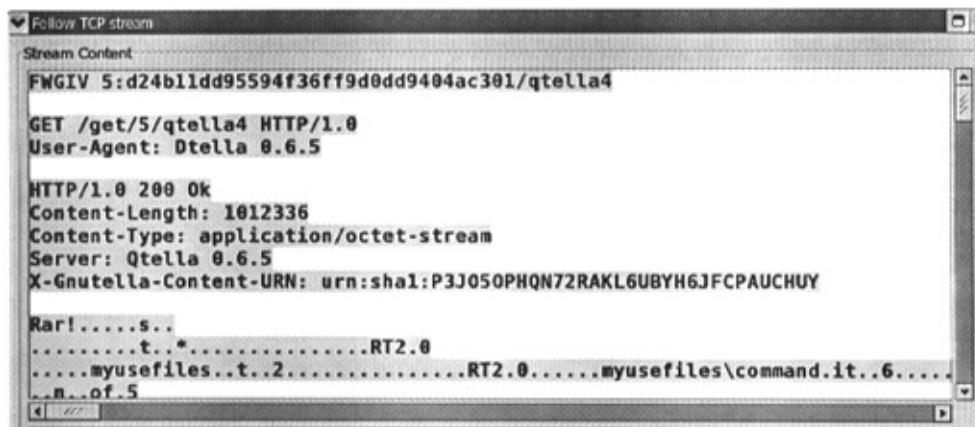 Follow TCP stream
Stream Content
FWGIV 5:d24b11dd95594f36ff9d0dd9404ac301/qtella4
GET /get/5/qtella4 HTTP/1.0
User-Agent: Dtella 0.6.5
HTTP/1.0 200 Ok
Content-Length: 1012336
Content-Type: application/octet-stream
Server: Qtella 0.6.5
X-Gnutella-Content-URN: urn:sha1:P3JO5OPHQN72RAKL6UBYH6JFCPAUCHUY
Rar!.....s..
.........t..*...............RT2.0
.....myusefiles..t..2...............RT2.0......myusefiles\command.it..6.....
..n..of.5